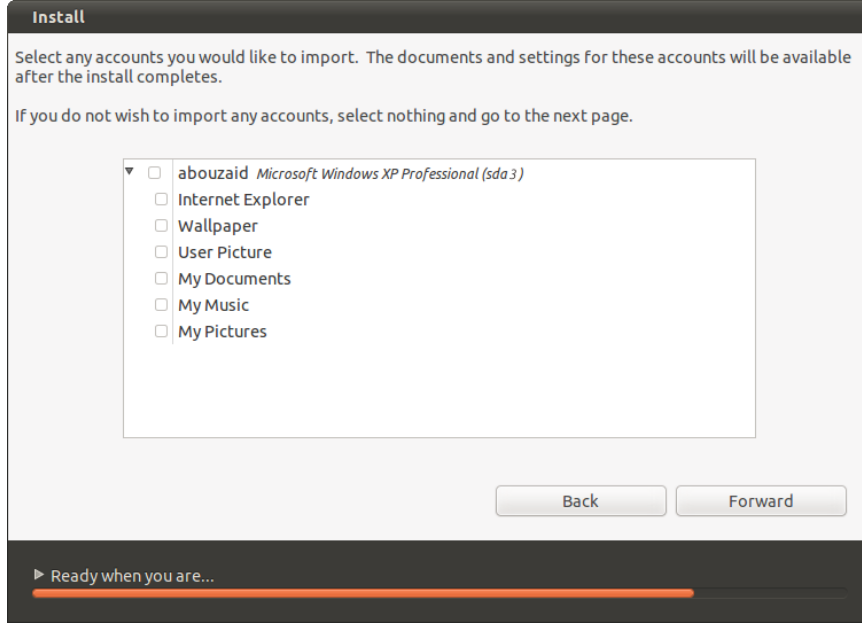 Install
Select any accounts you would like to import. The documents and settings for these accounts will be available
after the install completes.
If you do not wish to import any accounts, select nothing and go to the next page.
abouzaid Microsoft Windows XP Professional (sda3)
Internet Explorer
Wallpaper
User Picture
My Documents
My Music
My Pictures
Back Forward
Ready when you are...